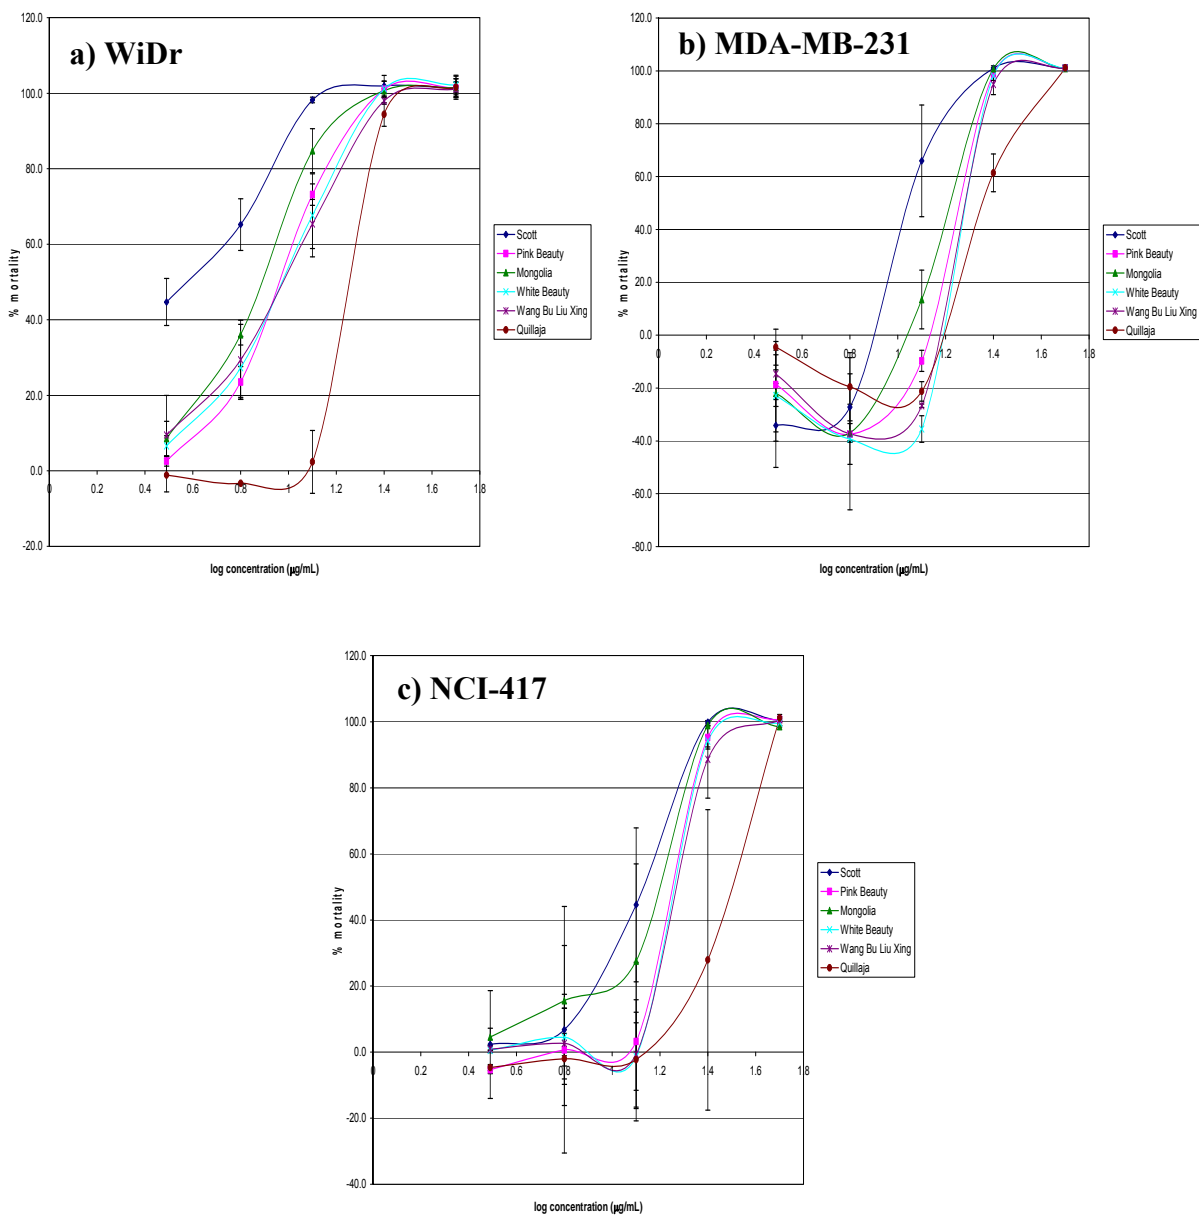 a) WiDr
120.0
100.0
80.0
60.0
40.0
20.0
0.0
-20.0
% mortality
0 0.2 0.4 0.6 0.8 1 1.2 1.4 1.6 1.8
log concentration (µg/mL)
Scott
Pink Beauty
Mongolia
White Beauty
Wang Bu Liu Xing
Quillaja
b) MDA-MB-231
120.0
100.0
80.0
60.0
40.0
20.0
0.0
-20.0
-40.0
-60.0
-80.0
% mortality
0 0.2 0.4 0.6 0.8 1 1.2 1.4 1.6 1.8
log concentration (µg/mL)
Scott
Pink Beauty
Mongolia
White Beauty
Wang Bu Liu Xing
Quillaja
c) NCI-417
120.0
100.0
80.0
60.0
40.0
20.0
0.0
-20.0
-40.0
% mortality
0 0.2 0.4 0.6 0.8 1 1.2 1.4 1.6 1.8
log concentration (µg/mL)
Scott
Pink Beauty
Mongolia
White Beauty
Wang Bu Liu Xing
Quillaja